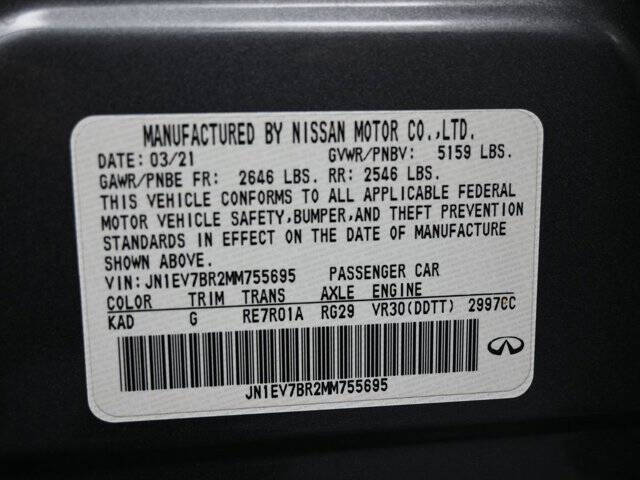 MANUFACTURED BY NISSAN MOTOR CO.,LTD.
DATE: 03/21 GVWR/PNBV: 5159 LBS.
GAWR/PNBE FR: 2646 LBS. RR: 2546 LBS.
THIS VEHICLE CONFORMS TO ALL APPLICABLE FEDERAL
MOTOR VEHICLE SAFETY,BUMPER,AND THEFT PREVENTION
STANDARDS IN EFFECT ON THE DATE OF MANUFACTURE
SHOWN ABOVE.
VIN: JN1EV7BR2MM755695 PASSENGER CAR
COLOR TRIM TRANS AXLE ENGINE
KAD G RE7R01A RG29 VR30(DDTT) 2997CC
JN1EV7BR2MM755695